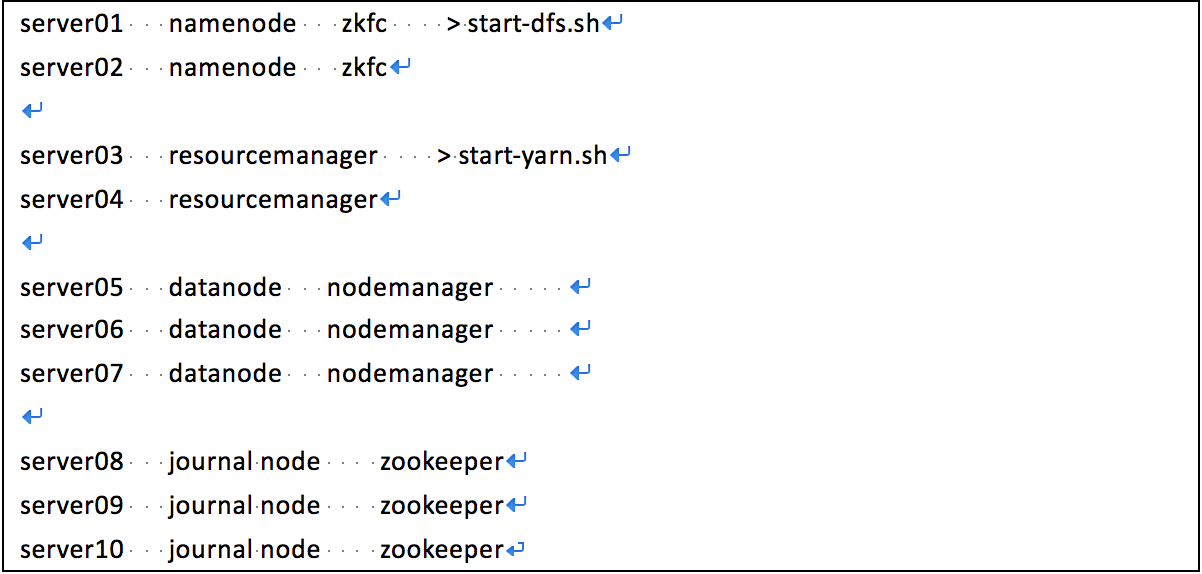 server01 namenode zkfc > start-dfs.sh
server02 namenode zkfc
server03 resourcemanager > start-yarn.sh
server04 resourcemanager
server05 datanode nodemanager
server06 datanode nodemanager
server07 datanode nodemanager
server08 journal node zookeeper
server09 journal node zookeeper
server10 journal node zookeeper